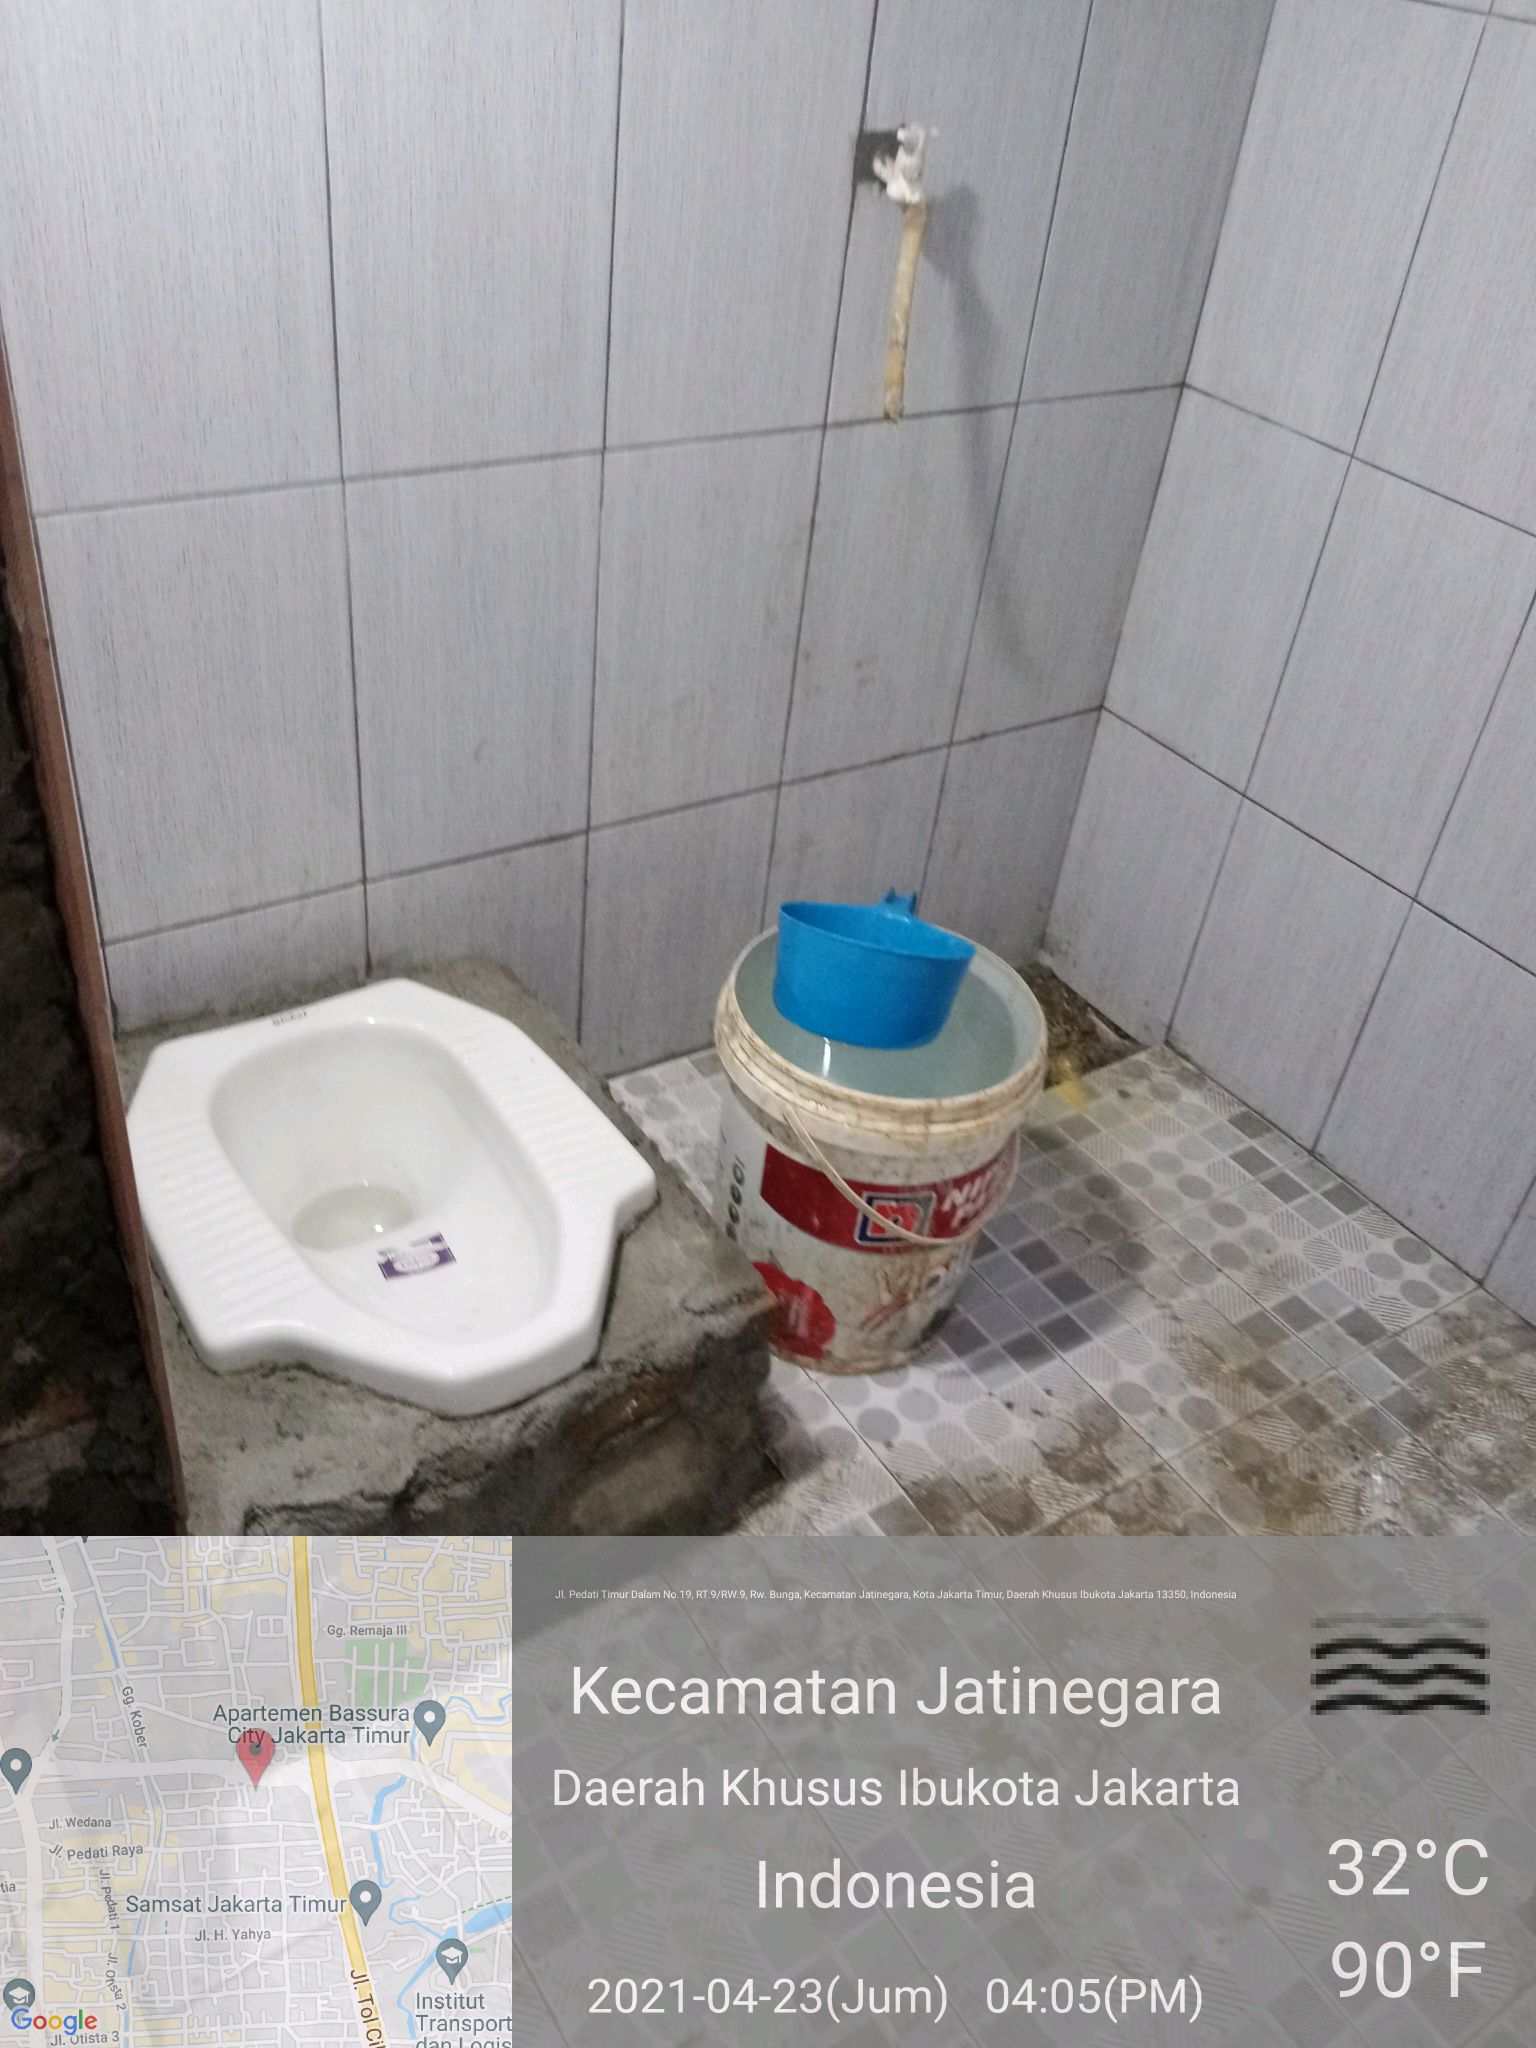 Global
Jl. Pedati Timur Dalam No.19, RT.9/RW.9, Rw. Bunga, Kecamatan Jatinegara, Kota Jakarta Timur, Daerah Khusus Ibukota Jakarta 13350, Indonesia
Kecamatan Jatinegara
Daerah Khusus Ibukota Jakarta
Indonesia
2021-04-23(Jum) 04:05(PM)
32°C
90°F
Gg. Remaja III
Gg. Kober
Apartemen Bassura
City Jakarta Timur
Jl. Wedana
Jl. Pedati Raya
tia
Jl. pedati 1
Samsat Jakarta Timur
Jl. H. Yahya
Jl. Otista 2
Jl. Tol Ci
Institut
Transport
dan Logis
Google
Jl. Otista 3